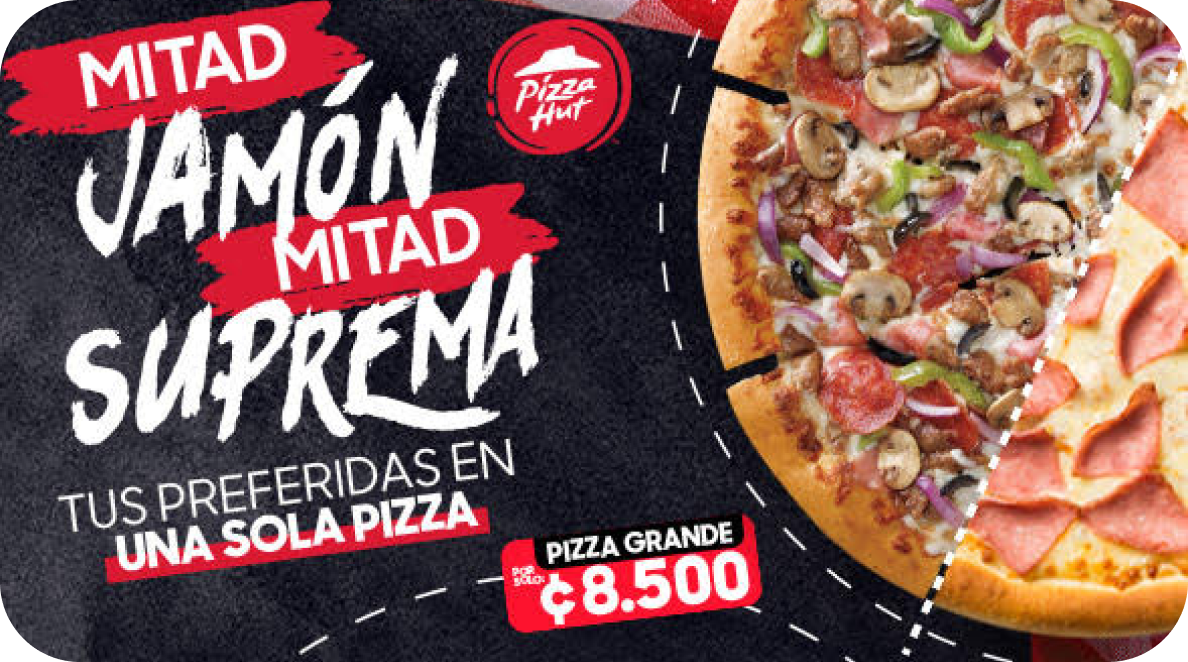 MITAD
JAMÓN
MITAD
SUPREMA
TUS PREFERIDAS EN
UNA SOLA PIZZA
Pizza
Hut
PIZZA GRANDE
POR
SOLO:
₡8.500